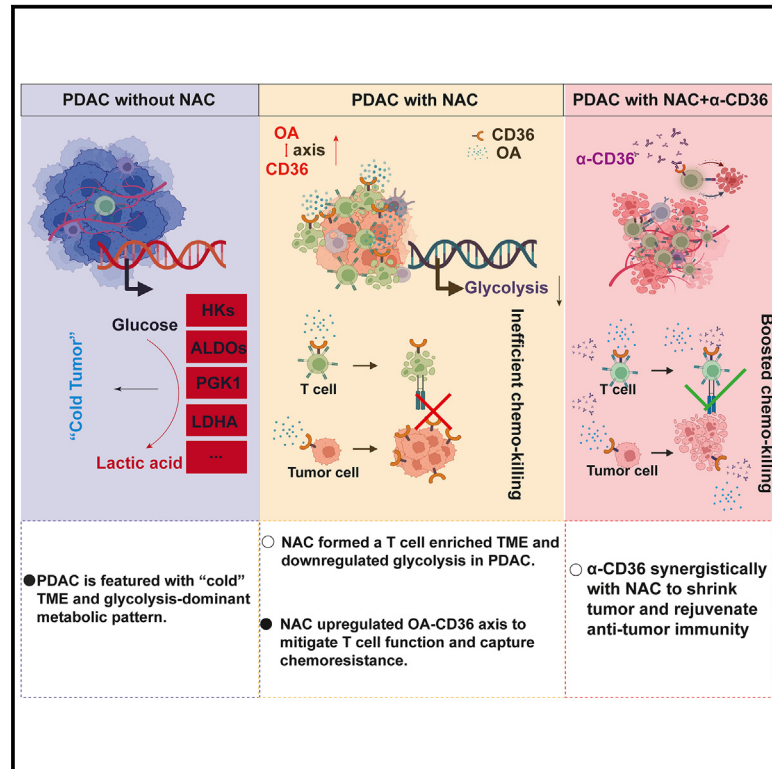 PDAC without NAC
PDAC with NAC
PDAC with NAC+α-CD36
"Cold Tumor"
Glucose
Lactic acid
HKs
ALDOs
PGK1
LDHA
...
OA
axis
CD36
CD36
OA
Glycolysis
T cell
Tumor cell
Inefficient chemo-killing
α-CD36
T cell
Tumor cell
Boosted chemo-killing
●PDAC is featured with “cold”
TME and glycolysis-dominant
metabolic pattern.
○ NAC formed a T cell enriched TME and
downregulated glycolysis in PDAC.
● NAC upregulated OA-CD36 axis to
mitigate T cell function and capture
chemoresistance.
○ α-CD36 synergistically
with NAC to shrink
tumor and rejuvenate
anti-tumor immunity